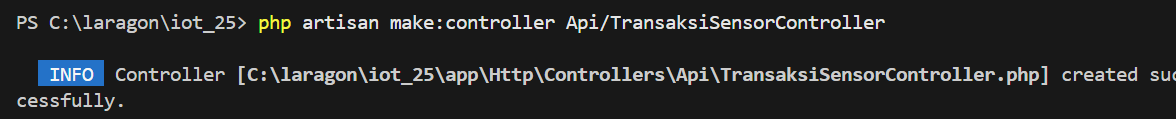 PS C:\laragon\iot_25> php artisan make:controller Api/TransaksiSensorController
INFO Controller [C:\laragon\iot_25\app\Http\Controllers\Api\TransaksiSensorController.php] created suc
cessfully.